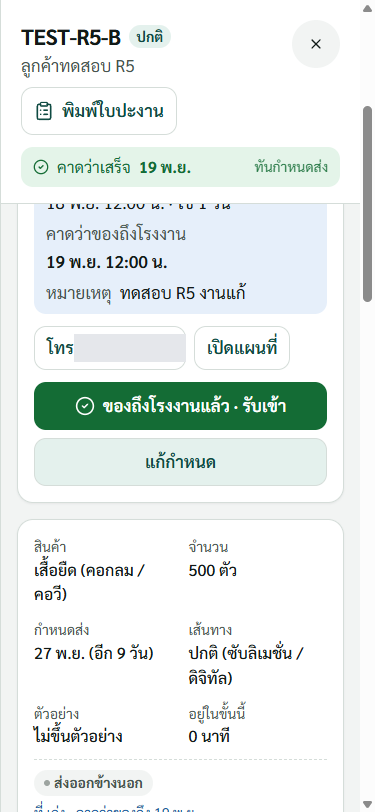 TEST-R5-B ปกติ
ลูกค้าทดสอบ R5
พิมพ์ใบปะงาน
คาดว่าเสร็จ 19 พ.ย. ทันกำหนดส่ง
18 พ.ย. 12:00 น. · ใช้ 1 วัน
คาดว่าของถึงโรงงาน
19 พ.ย. 12:00 น.
หมายเหตุ ทดสอบ R5 งานแก้
โทร เปิดแผนที่
ของถึงโรงงานแล้ว · รับเข้า
แก้กำหนด
สินค้า จำนวน
เสื้อยืด (คอกลม / 500 ตัว
คอวี)
กำหนดส่ง เส้นทาง
27 พ.ย. (อีก 9 วัน) ปกติ (ซับลิเมชั่น /
ดิจิทัล)
ตัวอย่าง อยู่ในขั้นนี้
ไม่ขึ้นตัวอย่าง 0 นาที
ส่งออกข้างนอก